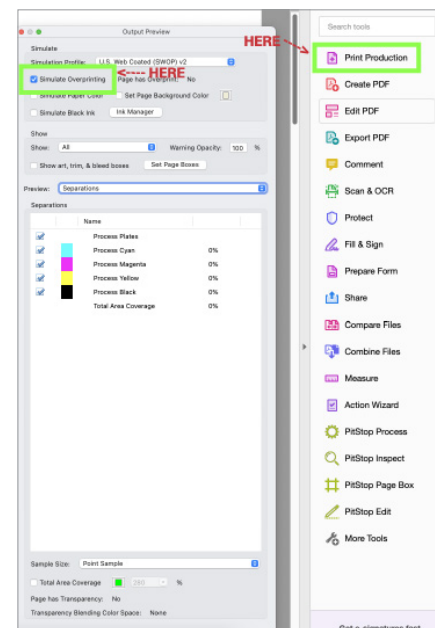 Output Preview
Simulate
Simulation Profile: U.S. Web Coated (SWOP) v2
Simulate Overprinting <---- HERE Page has Overprint: No
Simulate Paper Color Set Page Background Color
Simulate Black Ink Ink Manager
Show
Show: All Warning Opacity: 100 %
Show art, trim, & bleed boxes Set Page Boxes
Preview: Separations
Separations
Name
Process Plates
Process Cyan 0%
Process Magenta 0%
Process Yellow 0%
Process Black 0%
Total Area Coverage 0%
Sample Size: Point Sample
Total Area Coverage 280 %
Page has Transparency: No
Transparency Blending Color Space: None
HERE
Search tools
Print Production
Create PDF
Edit PDF
Export PDF
Comment
Scan & OCR
Protect
Fill & Sign
Prepare Form
Share
Compare Files
Combine Files
Measure
Action Wizard
PitStop Process
PitStop Inspect
PitStop Page Box
PitStop Edit
More Tools